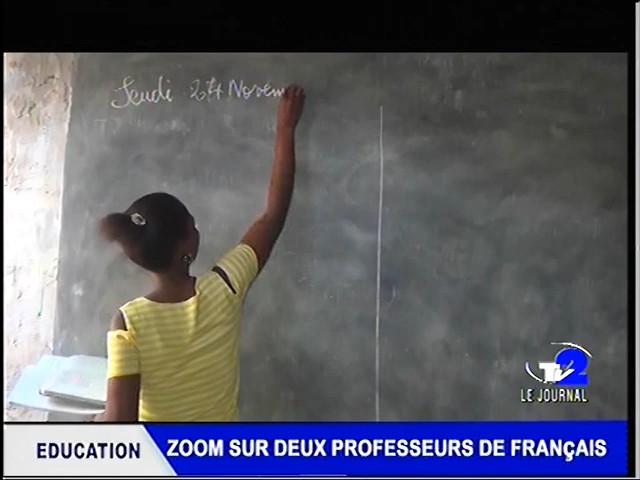 Jeudi 24 Novem
TV2
LE JOURNAL
EDUCATION
ZOOM SUR DEUX PROFESSEURS DE FRANÇAIS